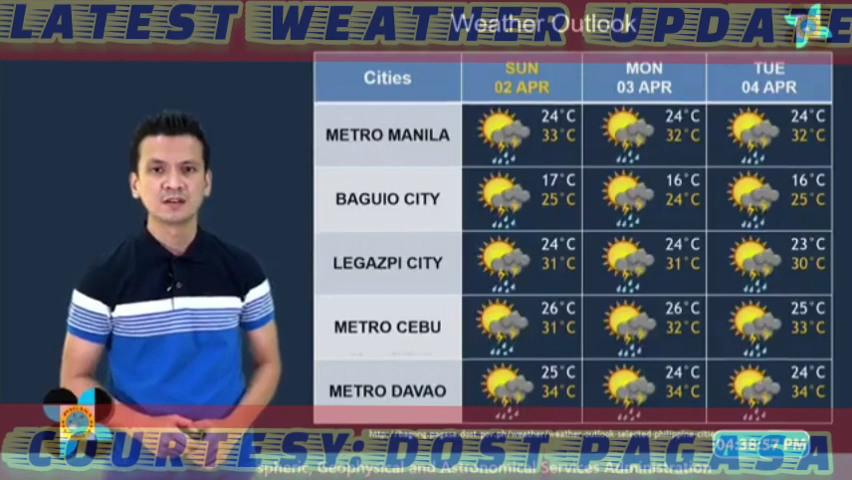 LATEST WEATHER UPDATE
Weather Outlook
Cities SUN 02 APR MON 03 APR TUE 04 APR
METRO MANILA 24°C 33°C 24°C 32°C 24°C 32°C
BAGUIO CITY 17°C 25°C 16°C 24°C 16°C 25°C
LEGAZPI CITY 24°C 31°C 24°C 31°C 23°C 30°C
METRO CEBU 26°C 31°C 26°C 32°C 25°C 33°C
METRO DAVAO 25°C 34°C 24°C 34°C 24°C 34°C
04:38:57 PM
COURTESY: DOST PAGASA
spheric, Geophysical and Astronomical Services Administration